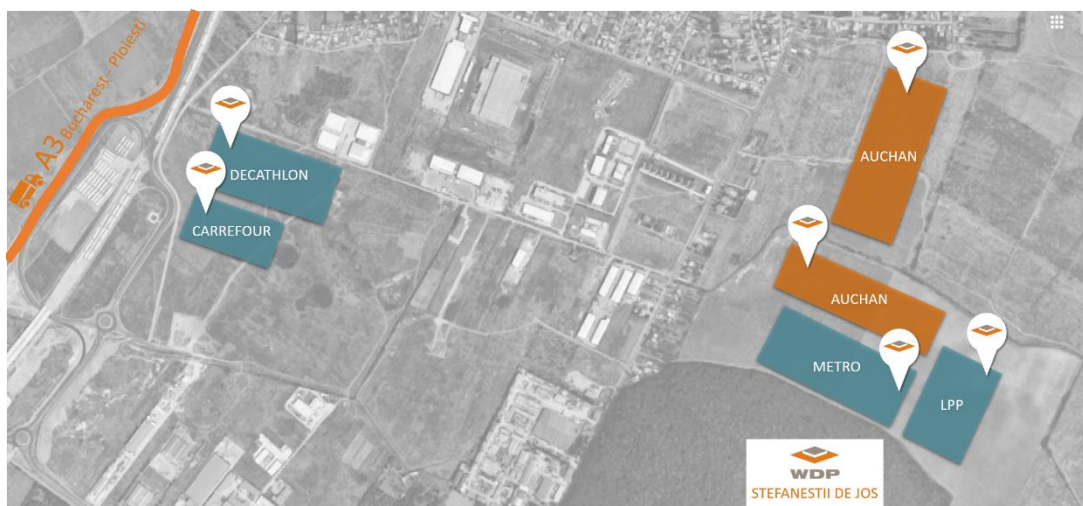 A3 Bucharest - Ploiesti
DECATHLON
CARREFOUR
AUCHAN
AUCHAN
METRO
LPP
WDP
STEFANESTII DE JOS